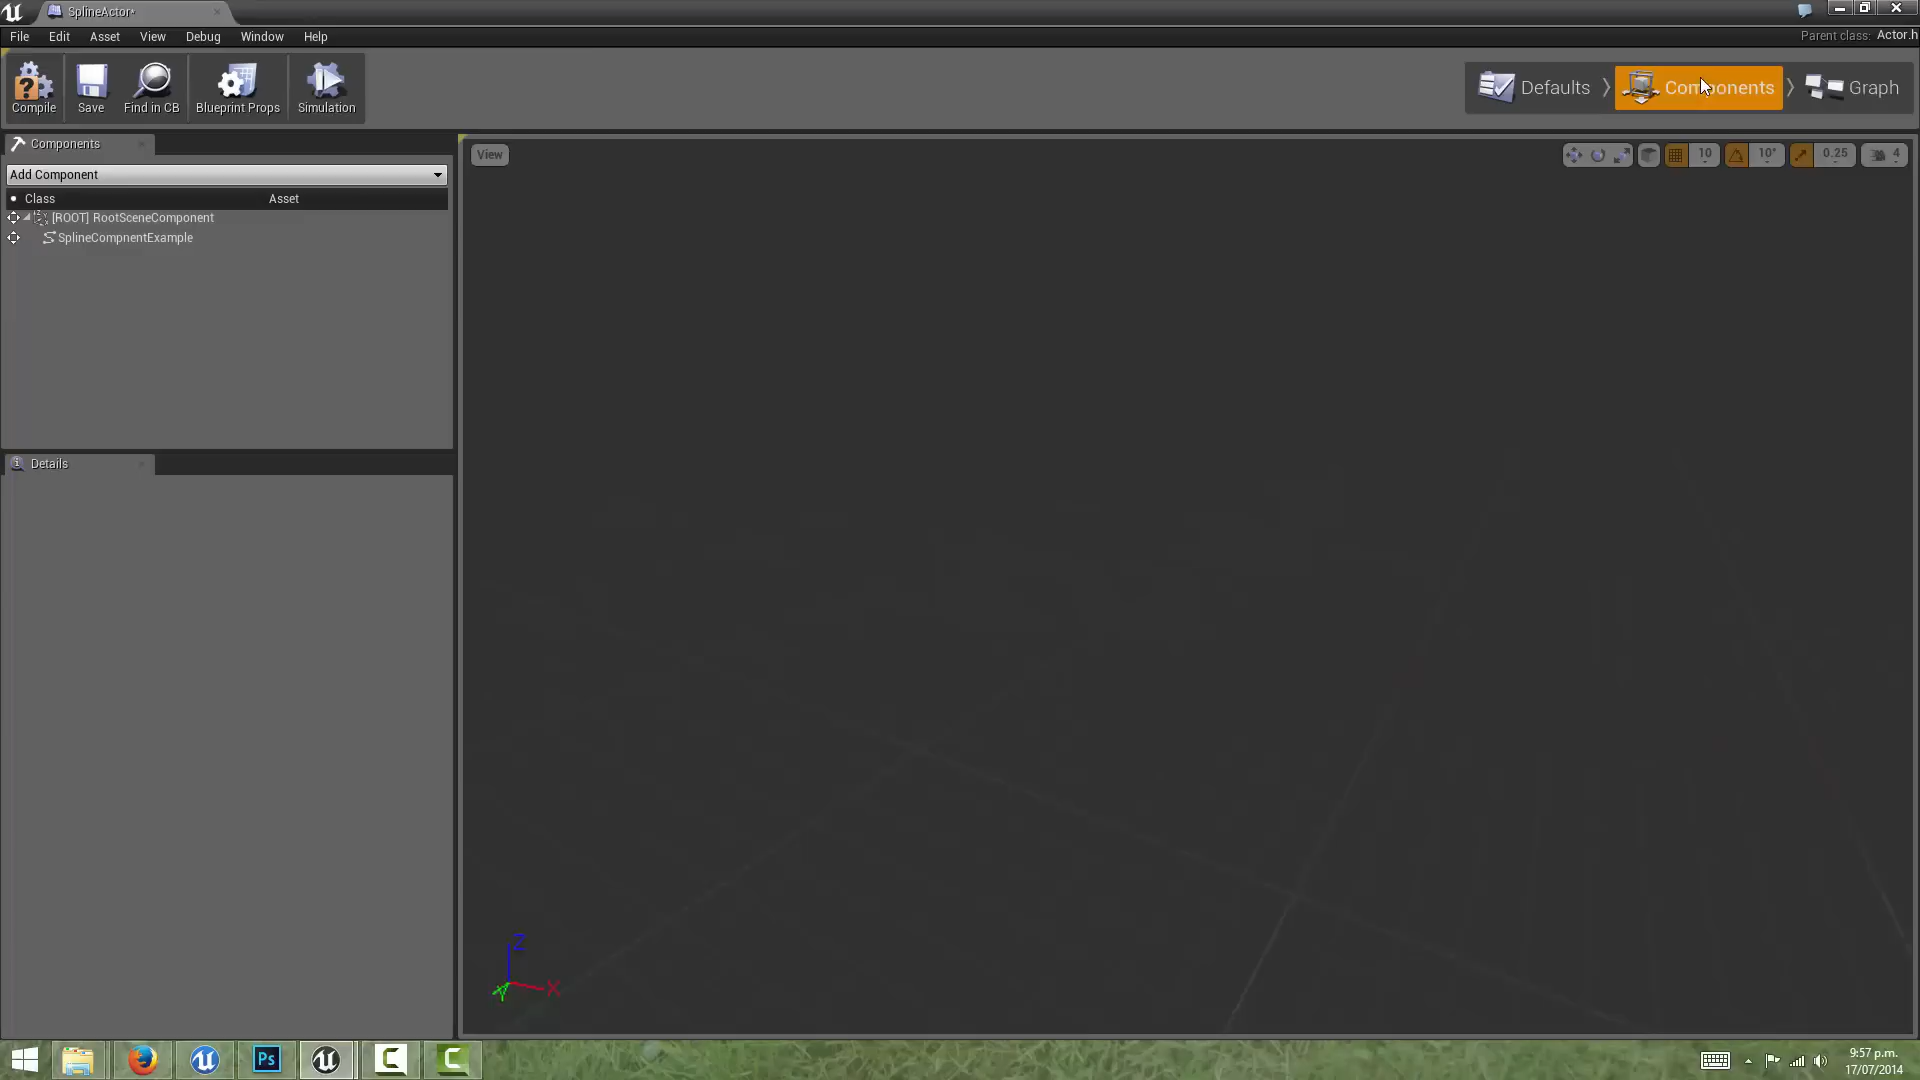 SplineActor*
File Edit Asset View Debug Window Help
Parent class: Actor.h
Compile Save Find in CB Blueprint Props Simulation
Defaults Components Graph
Components
View
10 10° 0.25 4
Add Component
Class Asset
[ROOT] RootSceneComponent
SplineCompnentExample
Details
Z
X
Y
Ps
9:57 p.m.
17/07/2014